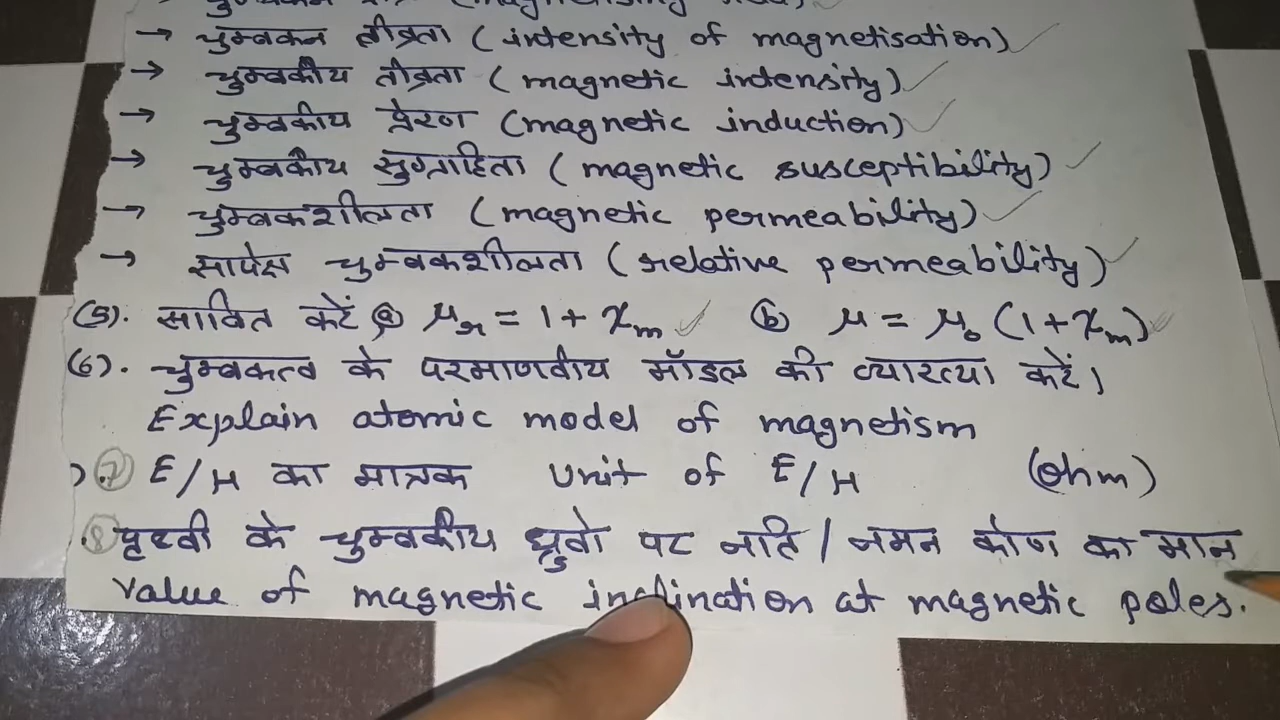 → चुम्बकन तीव्रता (intensity of magnetisation)
→ चुम्बकीय तीव्रता (magnetic intensity)
→ चुम्बकीय प्रेरण (magnetic induction)
→ चुम्बकीय सुग्राहिता (magnetic susceptibility)
→ चुम्बकशीलता (magnetic permeability)
→ सापेक्ष चुम्बकशीलता (relative permeability)
(5). साबित करें ⓐ μr = 1 + χm ⓑ μ = μ₀ (1+χm)
(6). चुम्बकत्व के परमाणवीय मॉडल की व्याख्या करें।
Explain atomic model of magnetism
7 E/H का मात्रक Unit of E/H (ohm)
8 पृथ्वी के चुम्बकीय ध्रुवो पर नति / नमन कोण का मान
Value of magnetic inclination at magnetic poles.